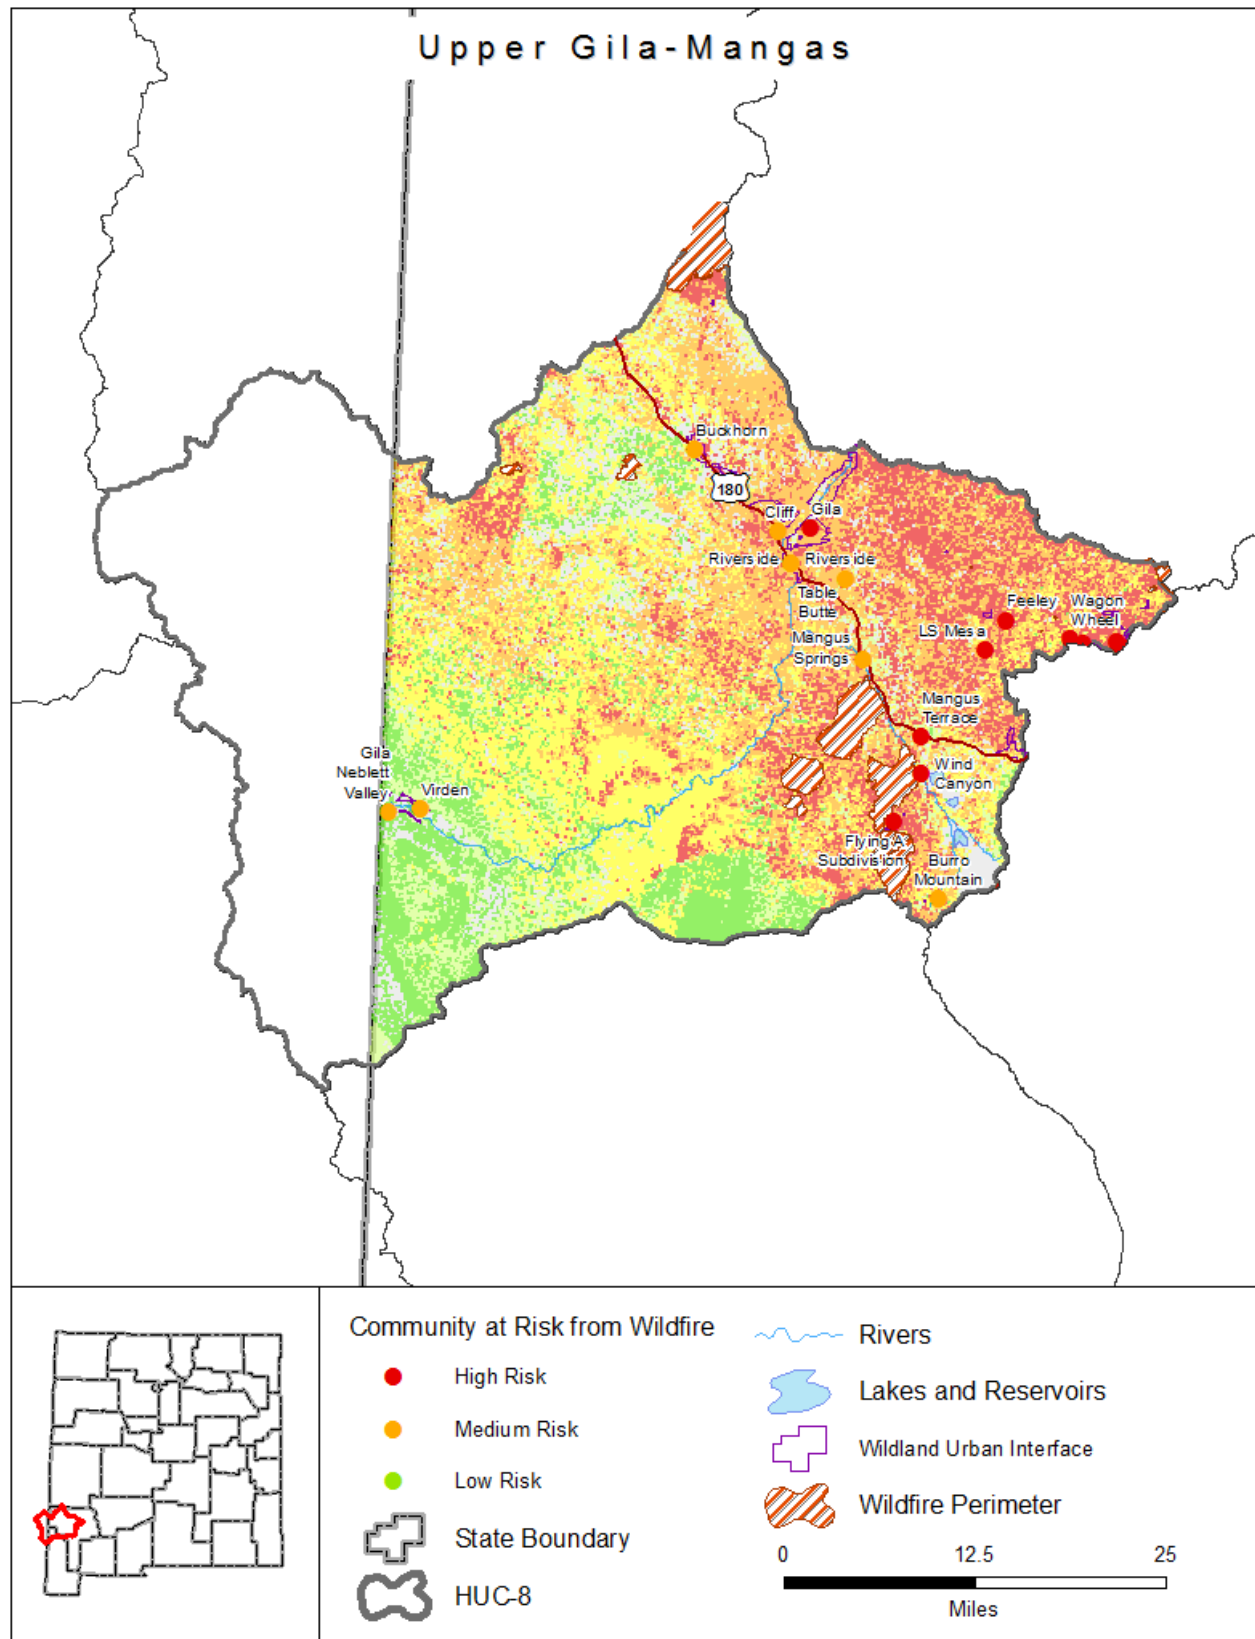 Upper Gila-Mangas
Buckhorn
180
Cliff
Gila
Riverside
Riverside
Table
Butte
Mangus
Springs
Feeley
Wagon
Wheel
LS Mesa
Mangus
Terrace
Wind
Canyon
Gila
Neblett
Valley
Virden
Flying A
Subdivision
Burro
Mountain
Community at Risk from Wildfire
High Risk
Medium Risk
Low Risk
State Boundary
HUC-8
Rivers
Lakes and Reservoirs
Wildland Urban Interface
Wildfire Perimeter
0 12.5 25
Miles